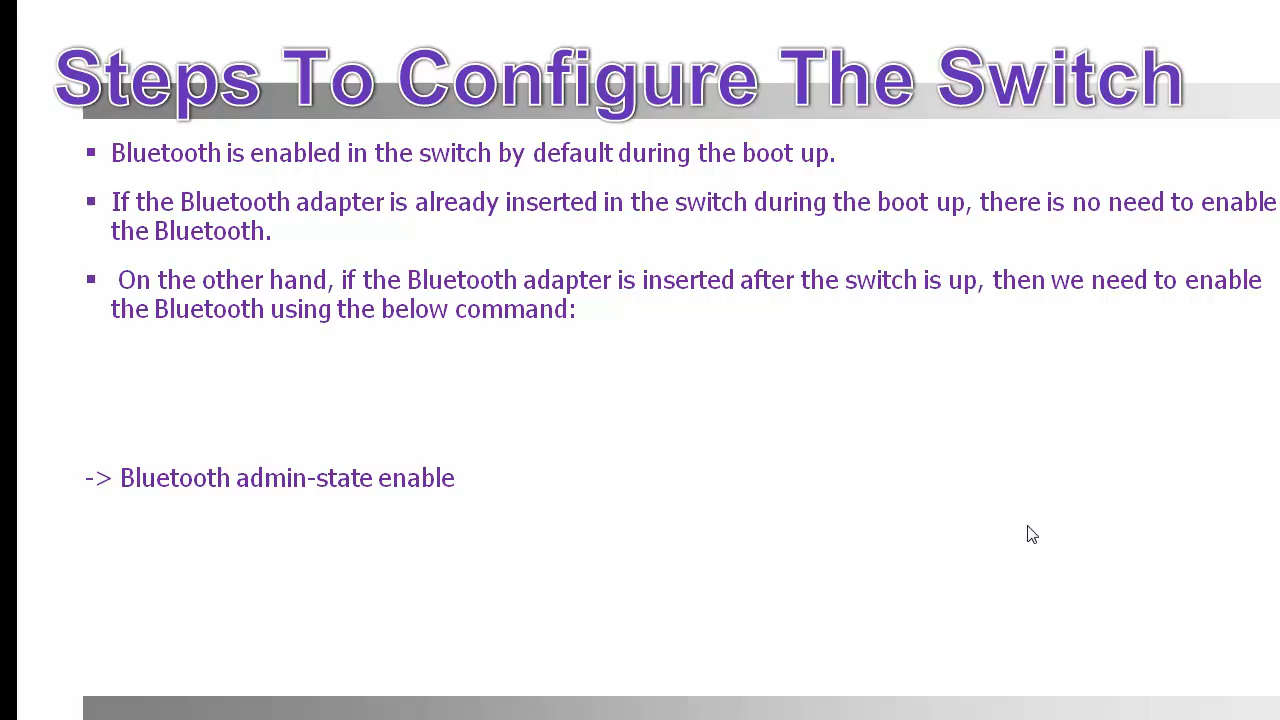 Steps To Configure The Switch
▪ Bluetooth is enabled in the switch by default during the boot up.
▪ If the Bluetooth adapter is already inserted in the switch during the boot up, there is no need to enable
the Bluetooth.
▪ On the other hand, if the Bluetooth adapter is inserted after the switch is up, then we need to enable
the Bluetooth using the below command:
-> Bluetooth admin-state enable